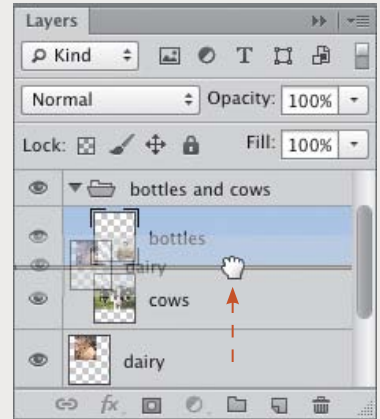 Layers
Kind
Normal Opacity: 100%
Lock: Fill: 100%
bottles and cows
bottles
dairy
cows
dairy
fx